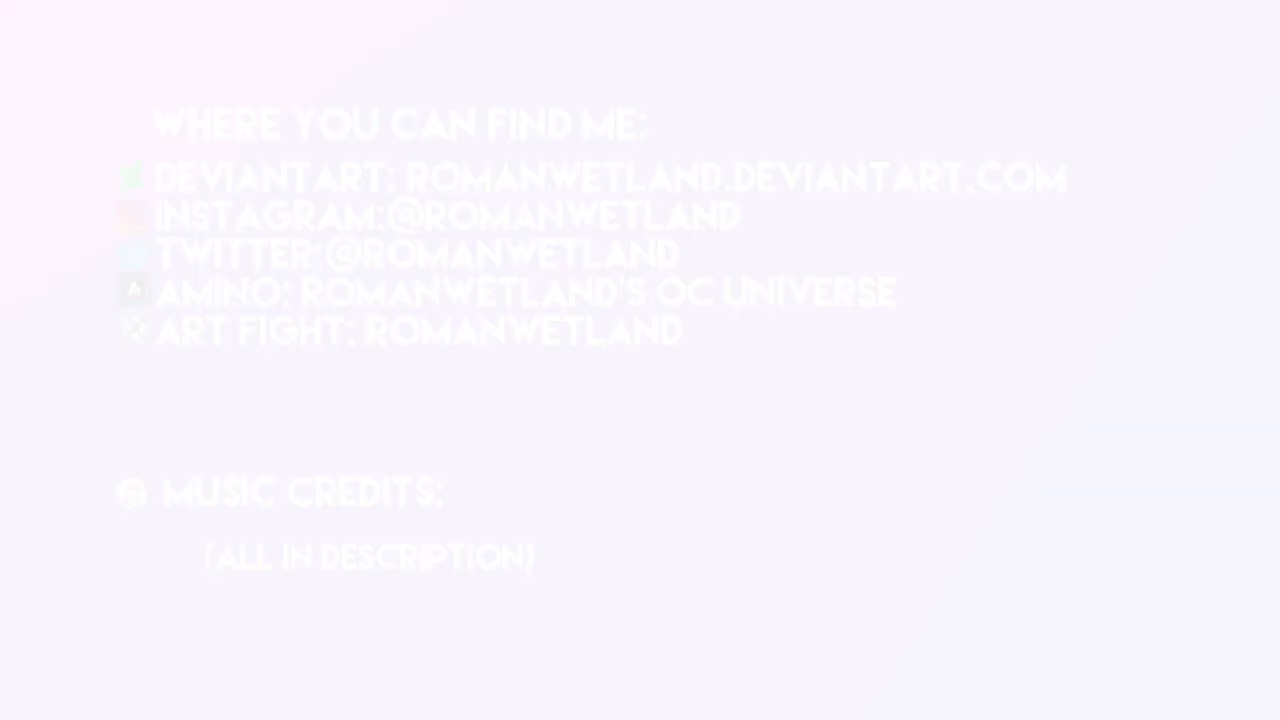 WHERE YOU CAN FIND ME:
DEVIANTART: ROMANWETLAND.DEVIANTART.COM
INSTAGRAM:@ROMANWETLAND
TWITTER:@ROMANWETLAND
AMINO: ROMANWETLAND'S OC UNIVERSE
ART FIGHT: ROMANWETLAND
MUSIC CREDITS:
(ALL IN DESCRIPTION)